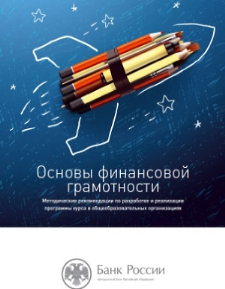 Основы финансовой
грамотности
Методические рекомендации по разработке и реализации
программы курса в общеобразовательных организациях
Банк России